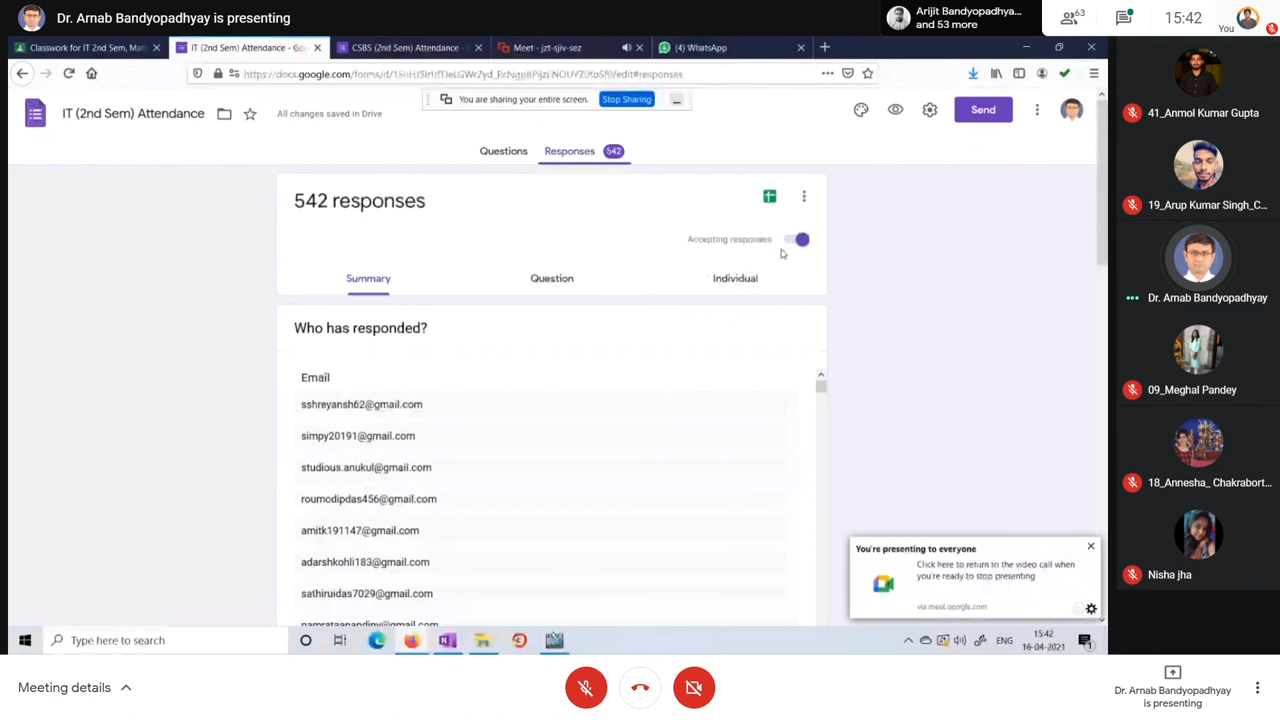 Dr. Arnab Bandyopadhyay is presenting
Arijit Bandyopadhya...
and 53 more
63
15:42
You
Classwork for IT 2nd Sem, Mat
IT (2nd Sem) Attendance - Go
CSBS (2nd Sem) Attendance -
Meet - jzt-sjiv-sez
(4) WhatsApp
You are sharing your entire screen.
Stop Sharing
IT (2nd Sem) Attendance
All changes saved in Drive
Send
Questions
Responses
542
542 responses
Accepting responses
Summary
Question
Individual
Who has responded?
Email
sshreyansh62@gmail.com
simpy20191@gmail.com
studious.anukul@gmail.com
roumodipdas456@gmail.com
amitk191147@gmail.com
adarshkohli183@gmail.com
sathiruidas7029@gmail.com
You're presenting to everyone
Click here to return to the video call when
you're ready to stop presenting
via meet.google.com
Type here to search
ENG
15:42
16-04-2021
1
41_Anmol Kumar Gupta
19_Arup Kumar Singh_C...
Dr. Arnab Bandyopadhyay
09_Meghal Pandey
18_Annesha_ Chakrabort...
Nisha jha
Meeting details
Dr. Arnab Bandyopadhyay
is presenting